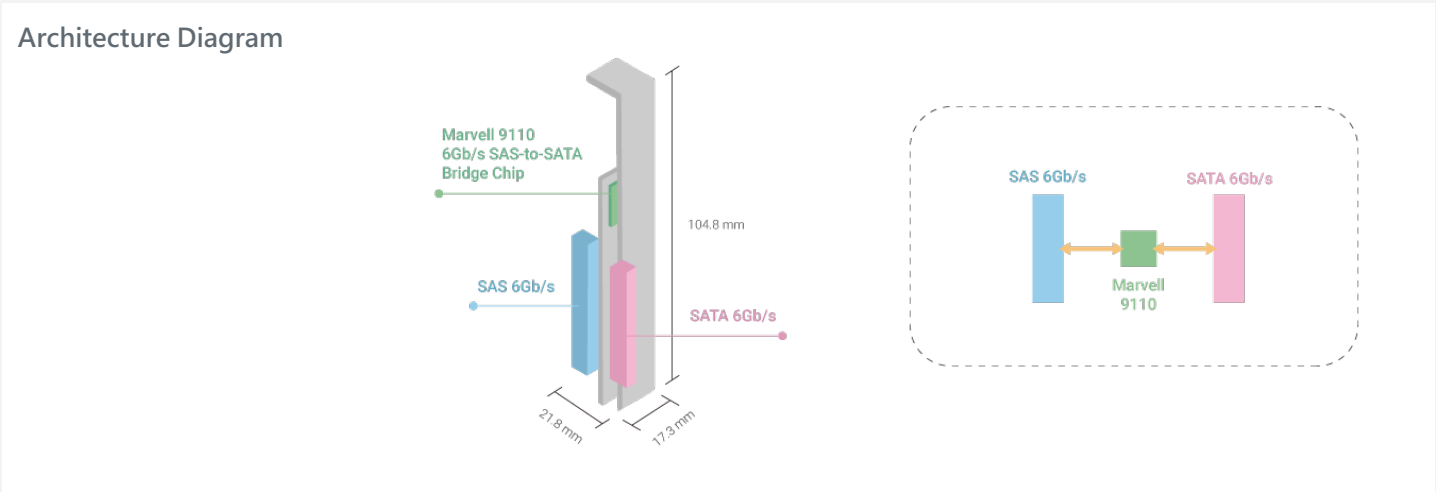 Architecture Diagram
Marvell 9110
6Gb/s SAS-to-SATA
Bridge Chip
104.8 mm
SAS 6Gb/s
SATA 6Gb/s
21.8 mm
17.3 mm
SAS 6Gb/s
SATA 6Gb/s
Marvell
9110